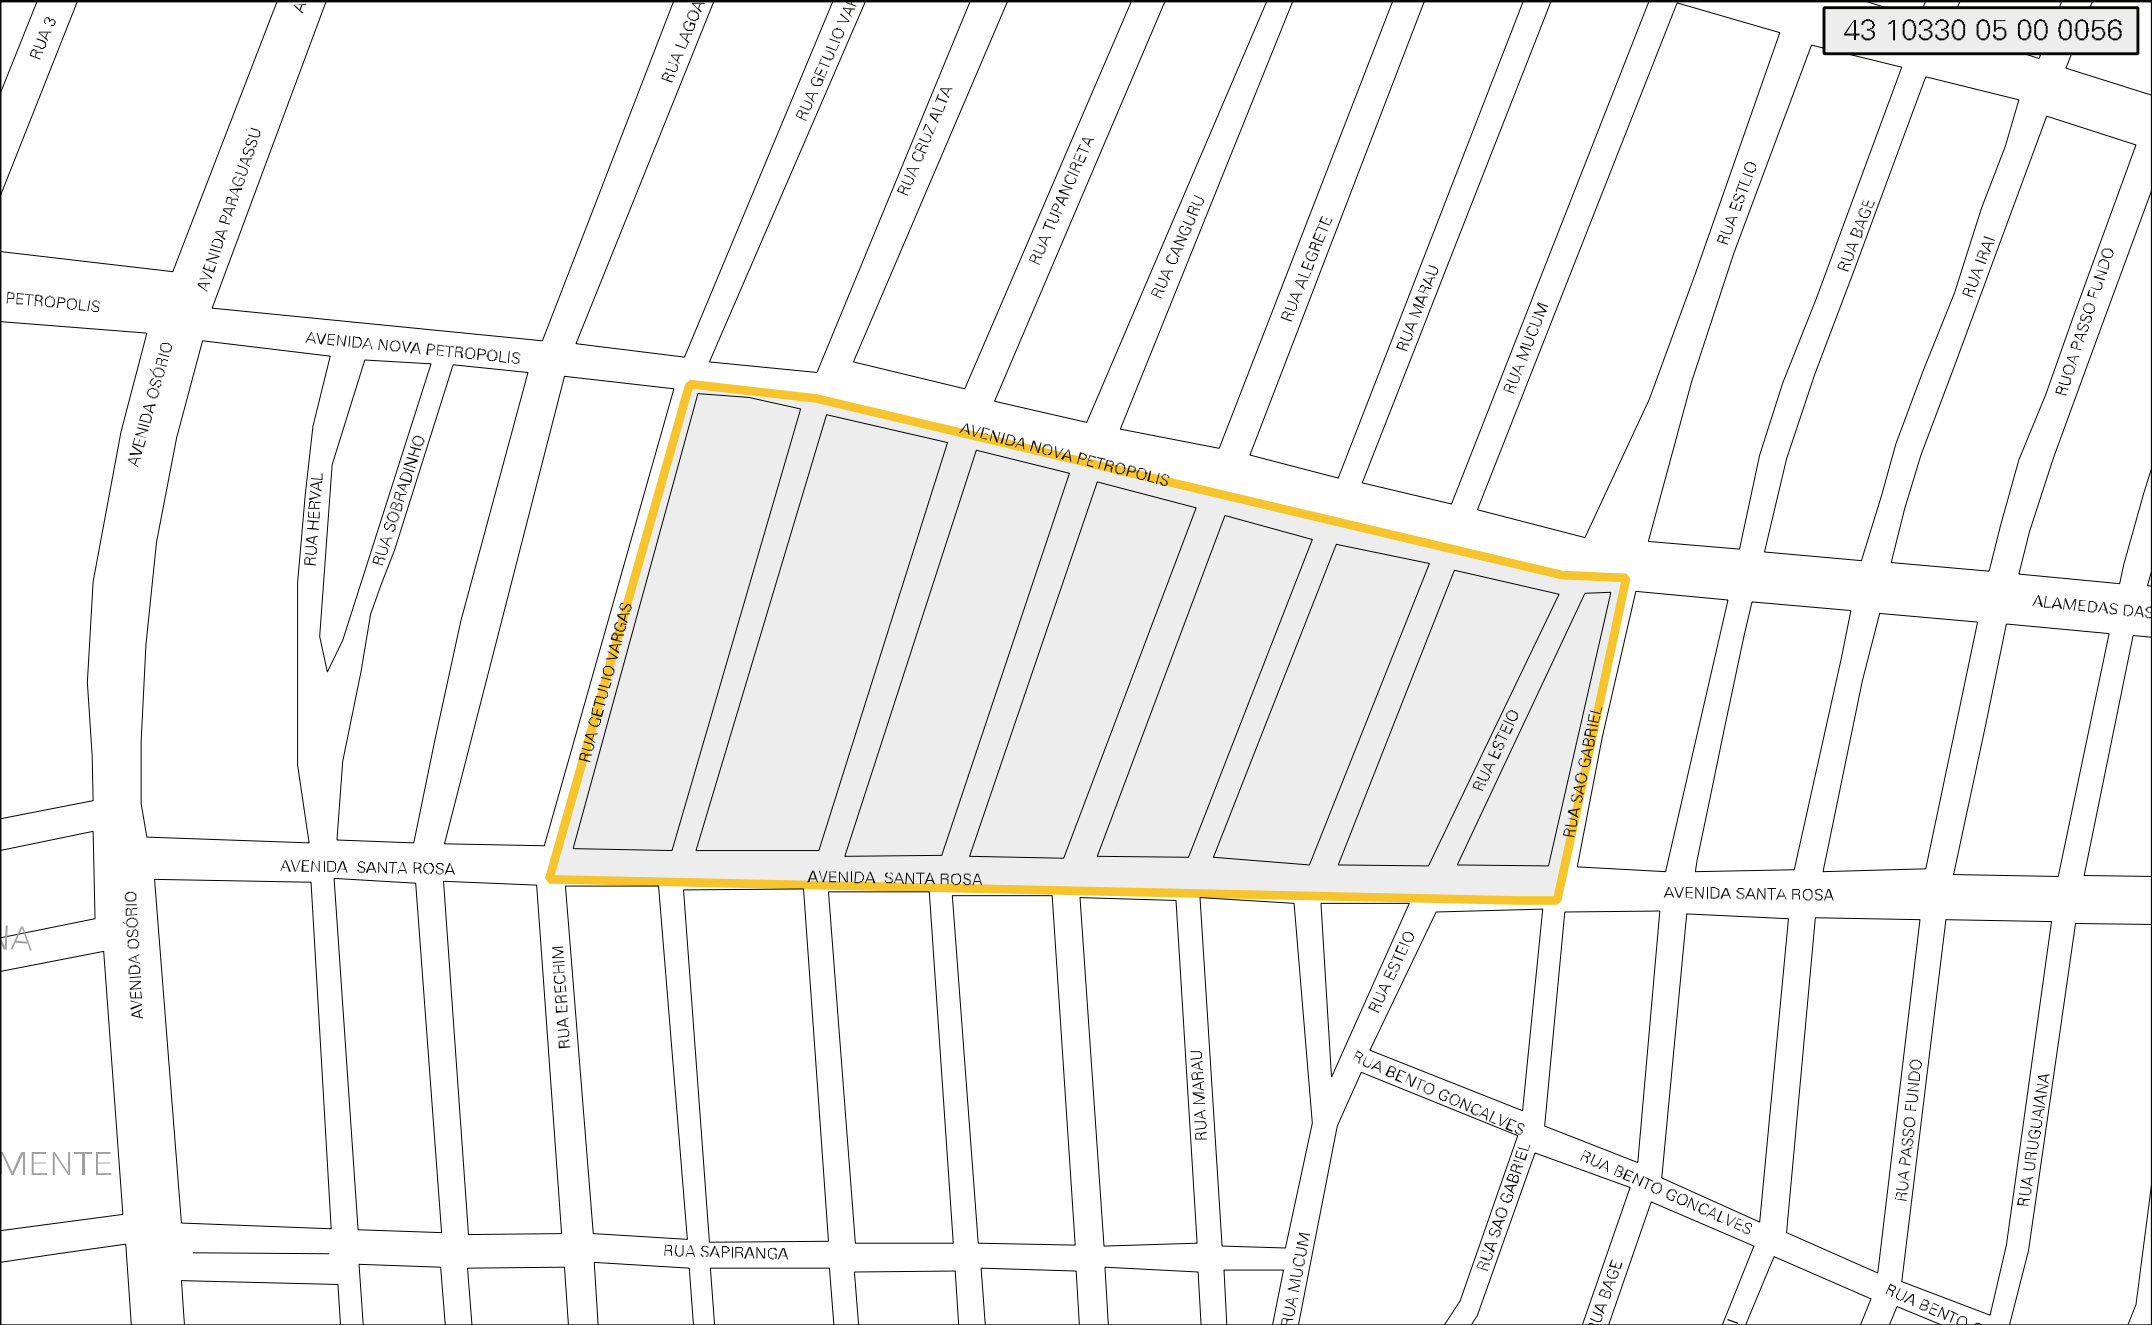 43 10330 05 00 0056
RUA 3
RUA LAGOA
RUA GETULIO VAR
RUA CRUZ ALTA
AVENIDA PARAGUASSÚ
RUA TUPANCIRETA
RUA CANGURU
RUA ALEGRETE
RUA MARAU
RUA MUCUM
RUA ESTEIO
RUA BAGE
RUA IRAI
RUOA PASSO FUNDO
PETROPOLIS
AVENIDA NOVA PETROPOLIS
AVENIDA OSÓRIO
RUA HERVAL
RUA SOBRADINHO
AVENIDA NOVA PETROPOLIS
ALAMEDAS DAS
RUA GETULIO VARGAS
RUA ESTEIO
RUA SAO GABRIEL
AVENIDA SANTA ROSA
AVENIDA SANTA ROSA
AVENIDA SANTA ROSA
NA
AVENIDA OSÓRIO
RUA ERECHIM
RUA ESTEIO
RUA MARAU
RUA BENTO GONCALVES
RUA PASSO FUNDO
RUA URUGUAIANA
MENTE
RUA SAO GABRIEL
RUA BENTO GONCALVES
RUA SAPIRANGA
RUA MUCUM
RUA BAGE
RUA BENTO